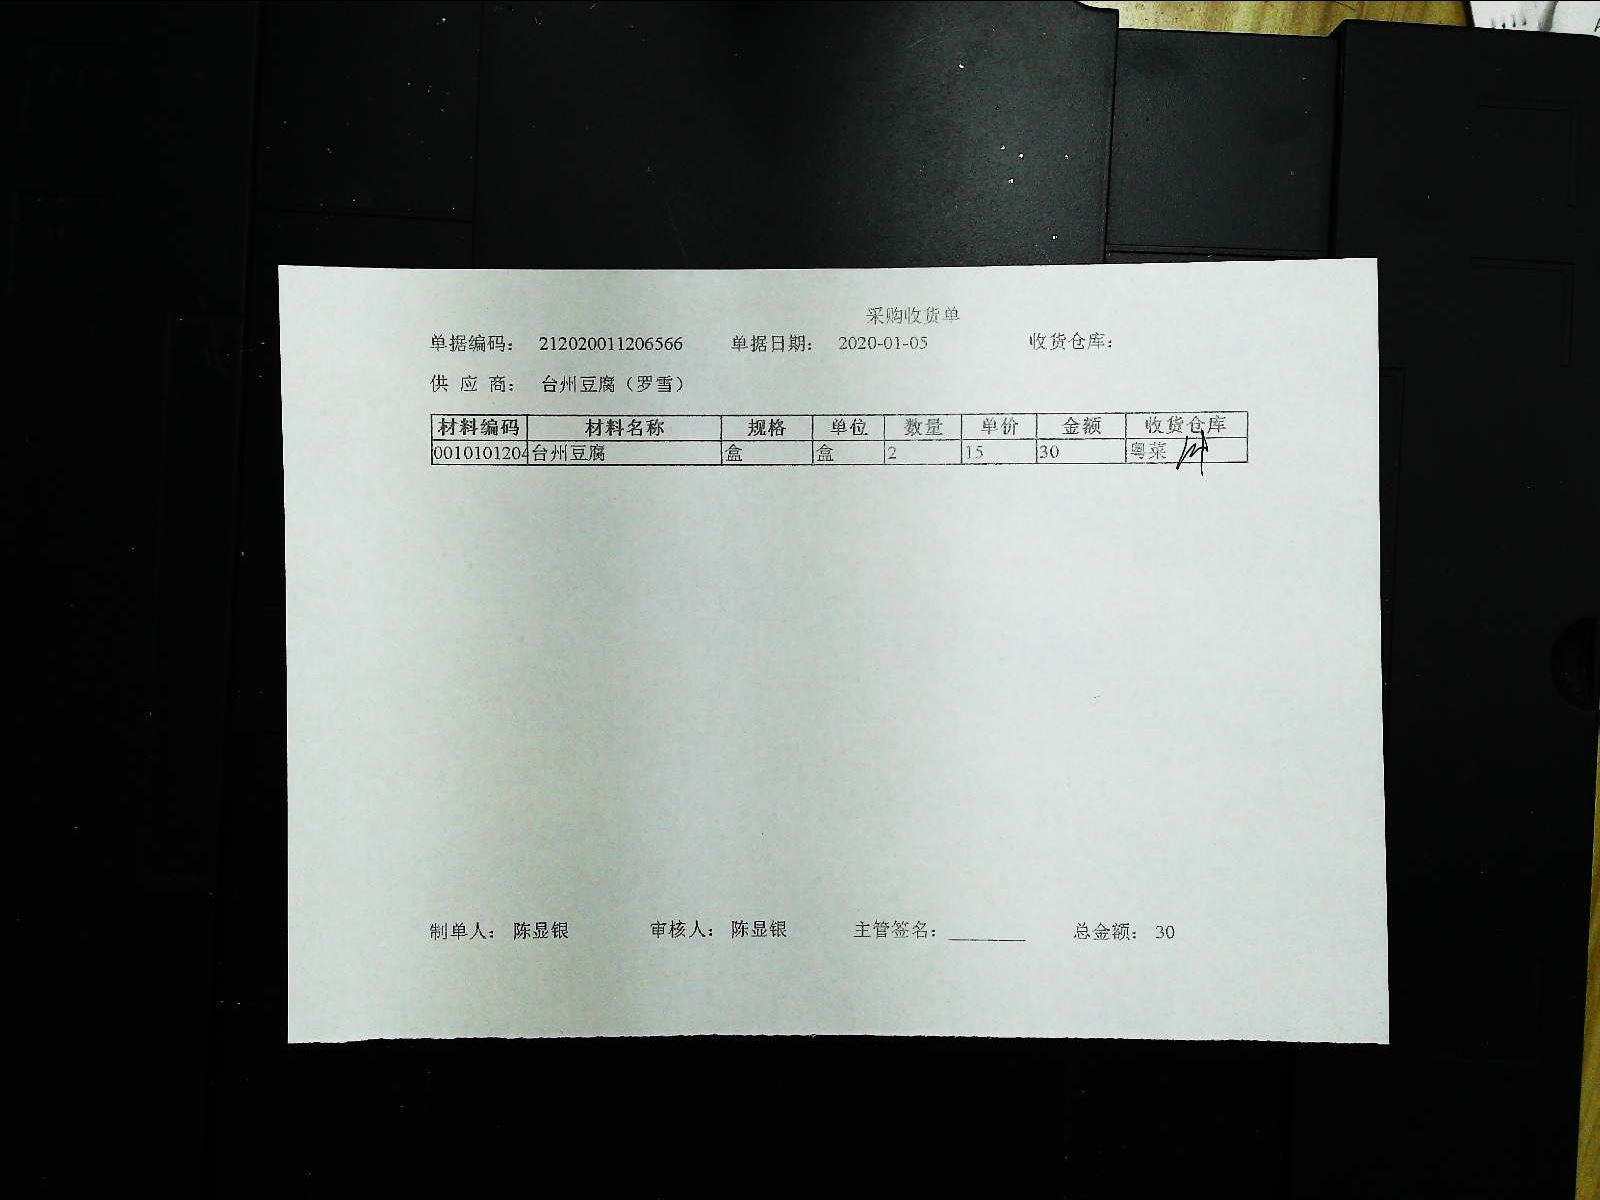 采购收货单
单据编码： 212020011206566 单据日期： 2020-01-05 收货仓库：
供 应 商： 台州豆腐（罗雪）
材料编码 材料名称 规格 单位 数量 单价 金额 收货仓库
0010101204 台州豆腐 盒 盒 2 15 30 粤菜
制单人： 陈显银 审核人： 陈显银 主管签名： ________ 总金额： 30